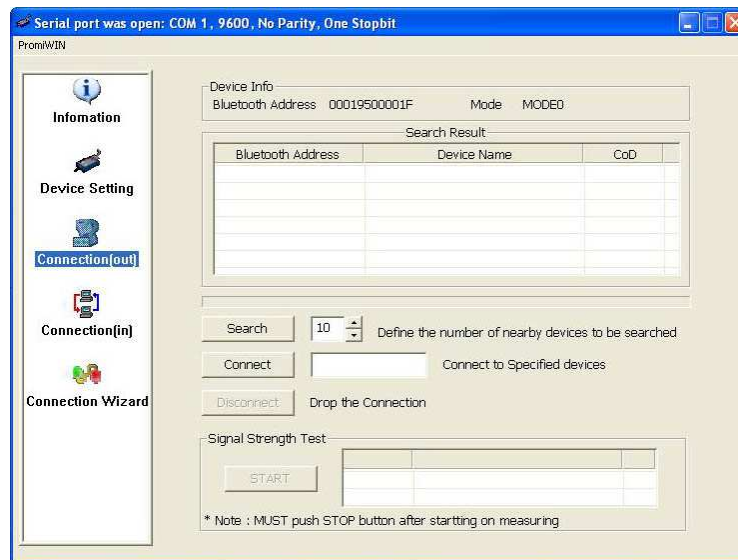 Serial port was open: COM 1, 9600, No Parity, One Stopbit
PromiWIN
Infomation
Device Setting
Connection(out)
Connection(in)
Connection Wizard
Device Info
Bluetooth Address 00019500001F Mode MODE0
Search Result
Bluetooth Address Device Name CoD
Search 10 Define the number of nearby devices to be searched
Connect Connect to Specified devices
Disconnect Drop the Connection
Signal Strength Test
START
* Note : MUST push STOP button after startting on measuring